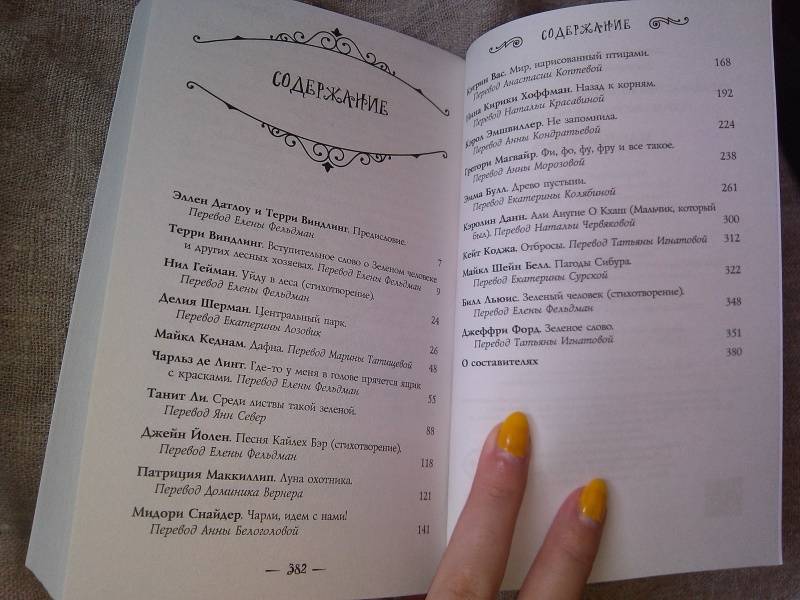 СОДЕРЖАНИЕ
Эллен Датлоу и Терри Виндлинг. Предисловие.
Перевод Елены Фельдман 7
Терри Виндлинг. Вступительное слово о Зеленом человеке
и других лесных хозяевах. Перевод Елены Фельдман 9
Нил Гейман. Уйду в леса (стихотворение).
Перевод Елены Фельдман 24
Делия Шерман. Центральный парк.
Перевод Екатерины Лозовик 26
Майкл Кеднам. Дафна. Перевод Марины Татищевой 48
Чарльз де Линт. Где-то у меня в голове прячется ящик
с красками. Перевод Елены Фельдман 55
Танит Ли. Среди листвы такой зеленой.
Перевод Янн Север 88
Джейн Йолен. Песня Кайлех Бэр (стихотворение).
Перевод Елены Фельдман 118
Патриция Маккиллип. Луна охотника.
Перевод Доминика Вернера 121
Мидори Снайдер. Чарли, идем с нами!
Перевод Анны Белоголовой 141
— 382 —
СОДЕРЖАНИЕ
Кэтрин Вас. Мир, нарисованный птицами.
Перевод Анастасии Коптевой 168
Нина Кирики Хоффман. Назад к корням.
Перевод Натальи Красавиной 192
Кэрол Эмшвиллер. Не запомнила.
Перевод Анны Кондратьевой 224
Грегори Магвайр. Фи, фо, фу, фру и все такое.
Перевод Анны Морозовой 238
Эмма Булл. Древо пустыни.
Перевод Екатерины Колябиной 261
Кэролин Данн. Али Анугне О Кхаш (Мальчик, который
был). Перевод Натальи Червяковой 300
Кейт Коджа. Отбросы. Перевод Татьяны Игнатовой 312
Майкл Шейн Белл. Пагоды Сибура.
Перевод Екатерины Сурской 322
Билл Льюис. Зеленый человек (стихотворение).
Перевод Елены Фельдман 348
Джеффри Форд. Зеленое слово.
Перевод Татьяны Игнатовой 351
О составителях 380